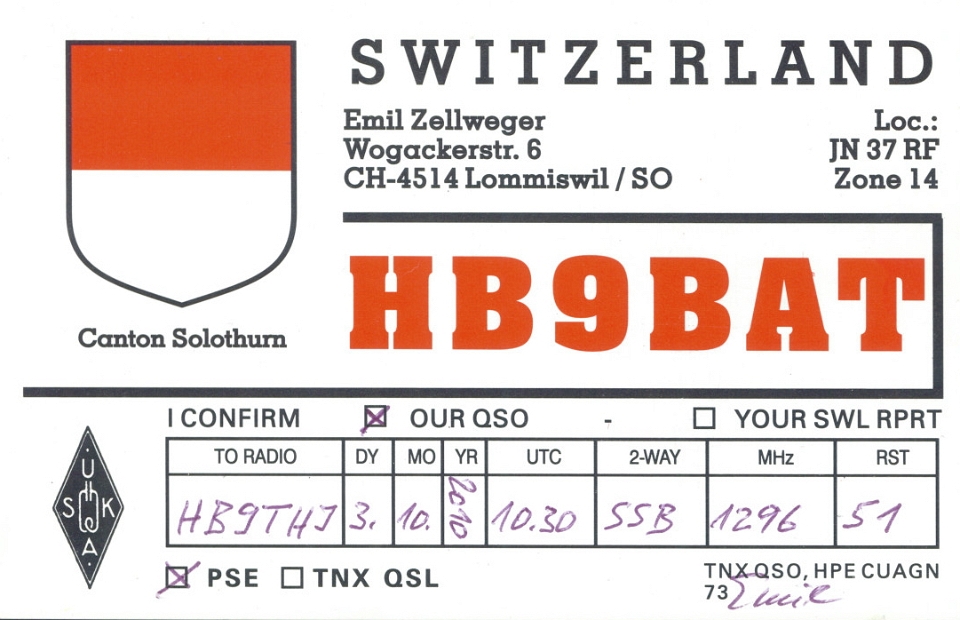 SWITZERLAND
Emil Zellweger Loc.:
Wogackerstr. 6 JN 37 RF
CH-4514 Lommiswil / SO Zone 14
HB9BAT
Canton Solothurn
I CONFIRM ☒ OUR QSO - ☐ YOUR SWL RPRT
TO RADIO DY MO YR UTC 2-WAY MHz RST
HB9THJ 3. 10. 2010 10.30 SSB 1296 51
U
S K
A
☒ PSE ☐ TNX QSL
TNX QSO, HPE CUAGN
73 Emil